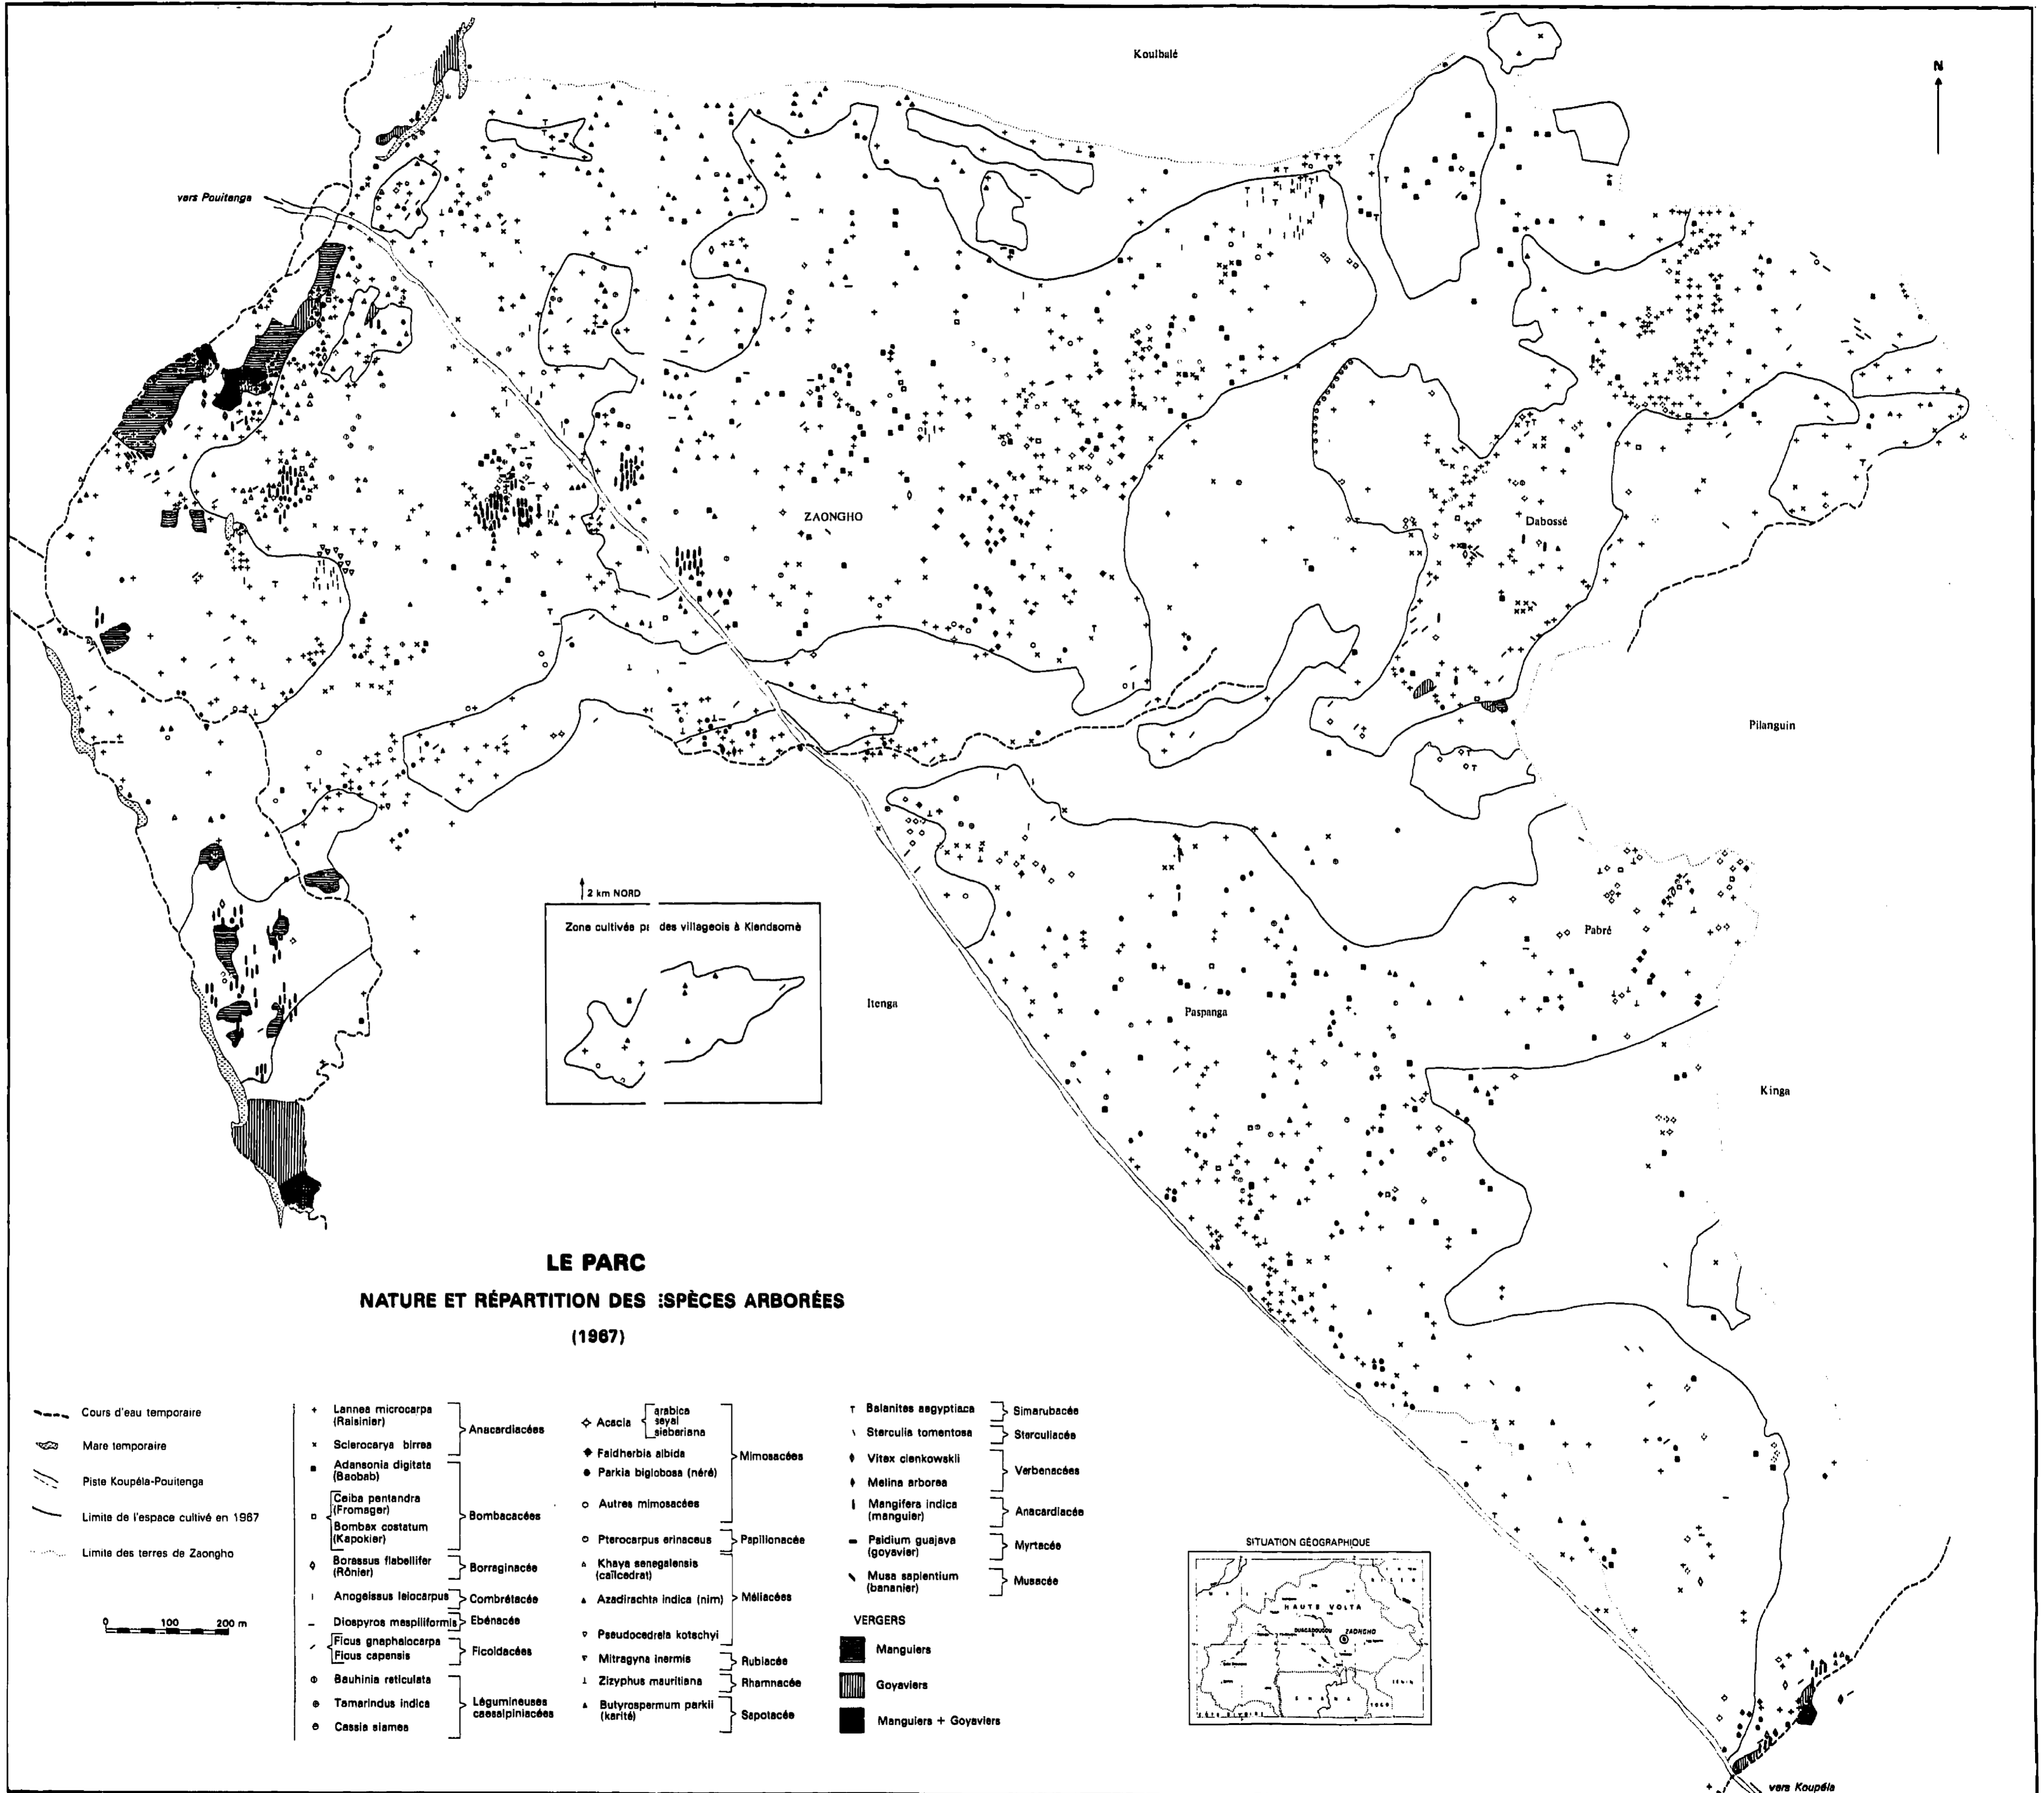 Koulbalé
N
vers Pouitenga
ZAONGHO
Dabossé
Pilanguin
2 km NORD
Zone cultivée pa des villageois à Kiendsomè
Pabré
Itenga
Paspanga
Kinga
LE PARC
NATURE ET RÉPARTITION DES ESPÈCES ARBORÉES
(1967)
Cours d'eau temporaire
Mare temporaire
Piste Koupéla-Pouitenga
Limite de l'espace cultivé en 1967
Limite des terres de Zaongho
0 100 200 m
Lannea microcarpa
(Raisinier)
Sclerocarya birrea
Anacardiacées
Adansonia digitata
(Baobab)
Ceiba pentandra
(Fromager)
Bombax costatum
(Kapokier)
Bombacacées
Borassus flabellifer
(Rônier)
Borraginacée
Anogeissus leiocarpus
Combrétacée
Diospyros mespiliformis
Ebénacée
Ficus gnaphalocarpa
Ficus capensis
Ficoïdacées
Bauhinia reticulata
Tamarindus indica
Cassia siamea
Légumineuses
caesalpiniacées
Acacia
arabica
seyal
sieberiana
Faidherbia albida
Parkia biglobosa (néré)
Autres mimosacées
Mimosacées
Pterocarpus erinaceus
Papilionacée
Khaya senegalensis
(caïlcedrat)
Azadirachta indica (nim)
Pseudocedrela kotschyi
Méliacées
Mitragyna inermis
Rubiacée
Zizyphus mauritiana
Rhamnacée
Butyrospermum parkii
(karité)
Sapotacée
Balanites aegyptiaca
Simarubacée
Sterculia tomentosa
Sterculiacée
Vitex cienkowskii
Melina arborea
Verbenacées
Mangifera indica
(manguier)
Anacardiacée
Psidium guajava
(goyavier)
Myrtacée
Musa sapientium
(bananier)
Musacée
VERGERS
Manguiers
Goyaviers
Manguiers + Goyaviers
SITUATION GÉOGRAPHIQUE
HAUTE VOLTA
OUAGADOUGOU
ZAONGHO
GHANA
TOGO
BÉNIN
vers Koupéla